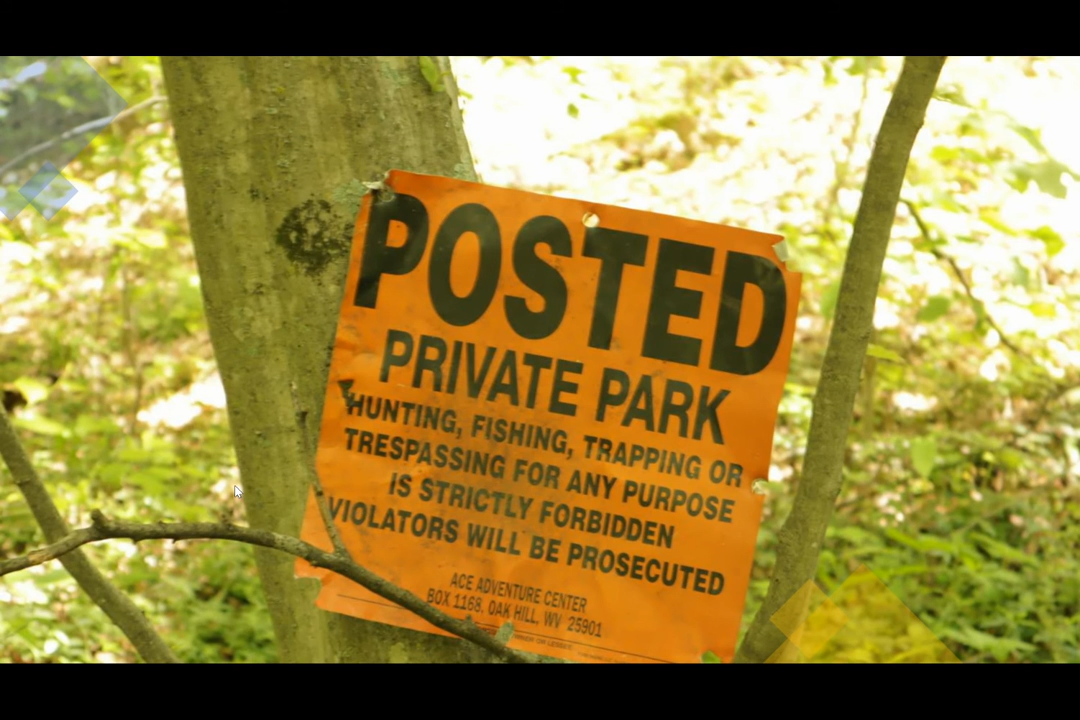 POSTED
PRIVATE PARK
HUNTING, FISHING, TRAPPING OR
TRESPASSING FOR ANY PURPOSE
IS STRICTLY FORBIDDEN
VIOLATORS WILL BE PROSECUTED
ACE ADVENTURE CENTER
BOX 1168, OAK HILL, WV 25901